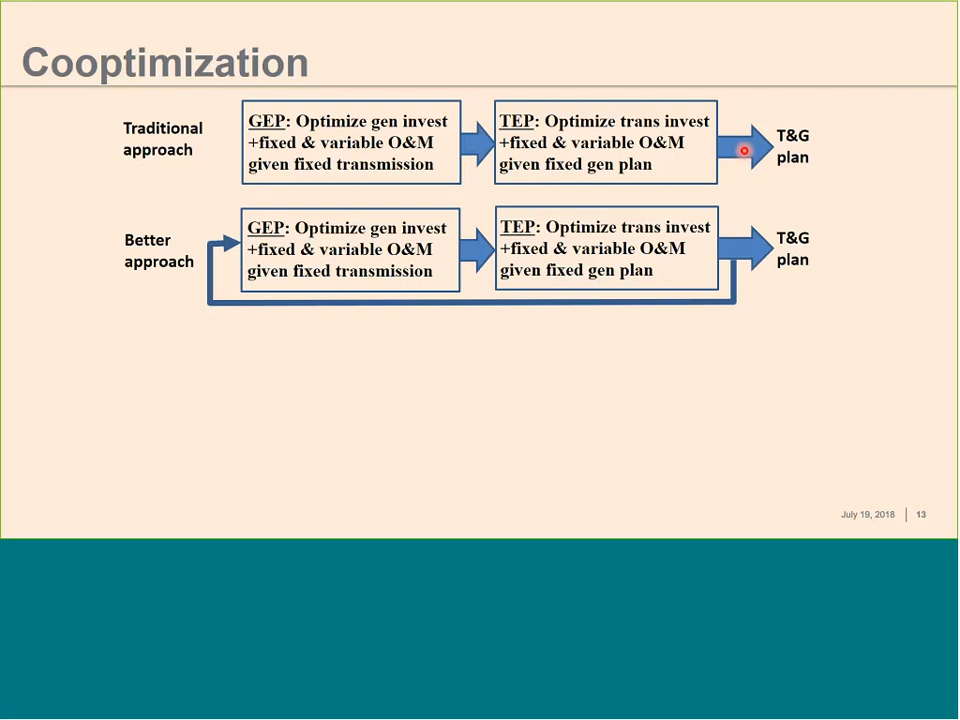 Cooptimization
Traditional
approach
GEP: Optimize gen invest
+fixed & variable O&M
given fixed transmission
TEP: Optimize trans invest
+fixed & variable O&M
given fixed gen plan
T&G
plan
Better
approach
GEP: Optimize gen invest
+fixed & variable O&M
given fixed transmission
TEP: Optimize trans invest
+fixed & variable O&M
given fixed gen plan
T&G
plan
July 19, 2018 | 13